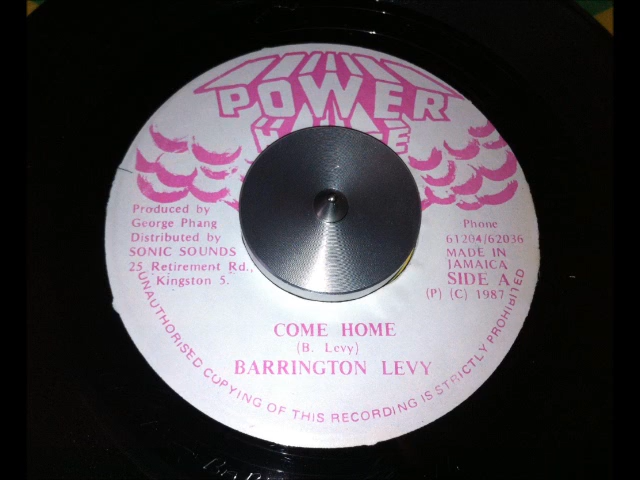 POWER
Produced by
George Phang
Distributed by
SONIC SOUNDS
25 Retirement Rd.,
Kingston 5.
Phone
61204/62036
MADE IN
JAMAICA
SIDE A
(P) (C) 1987
COME HOME
(B. Levy)
BARRINGTON LEVY
UNAUTHORISED COPYING OF THIS RECORDING IS STRICTLY PROHIBITED